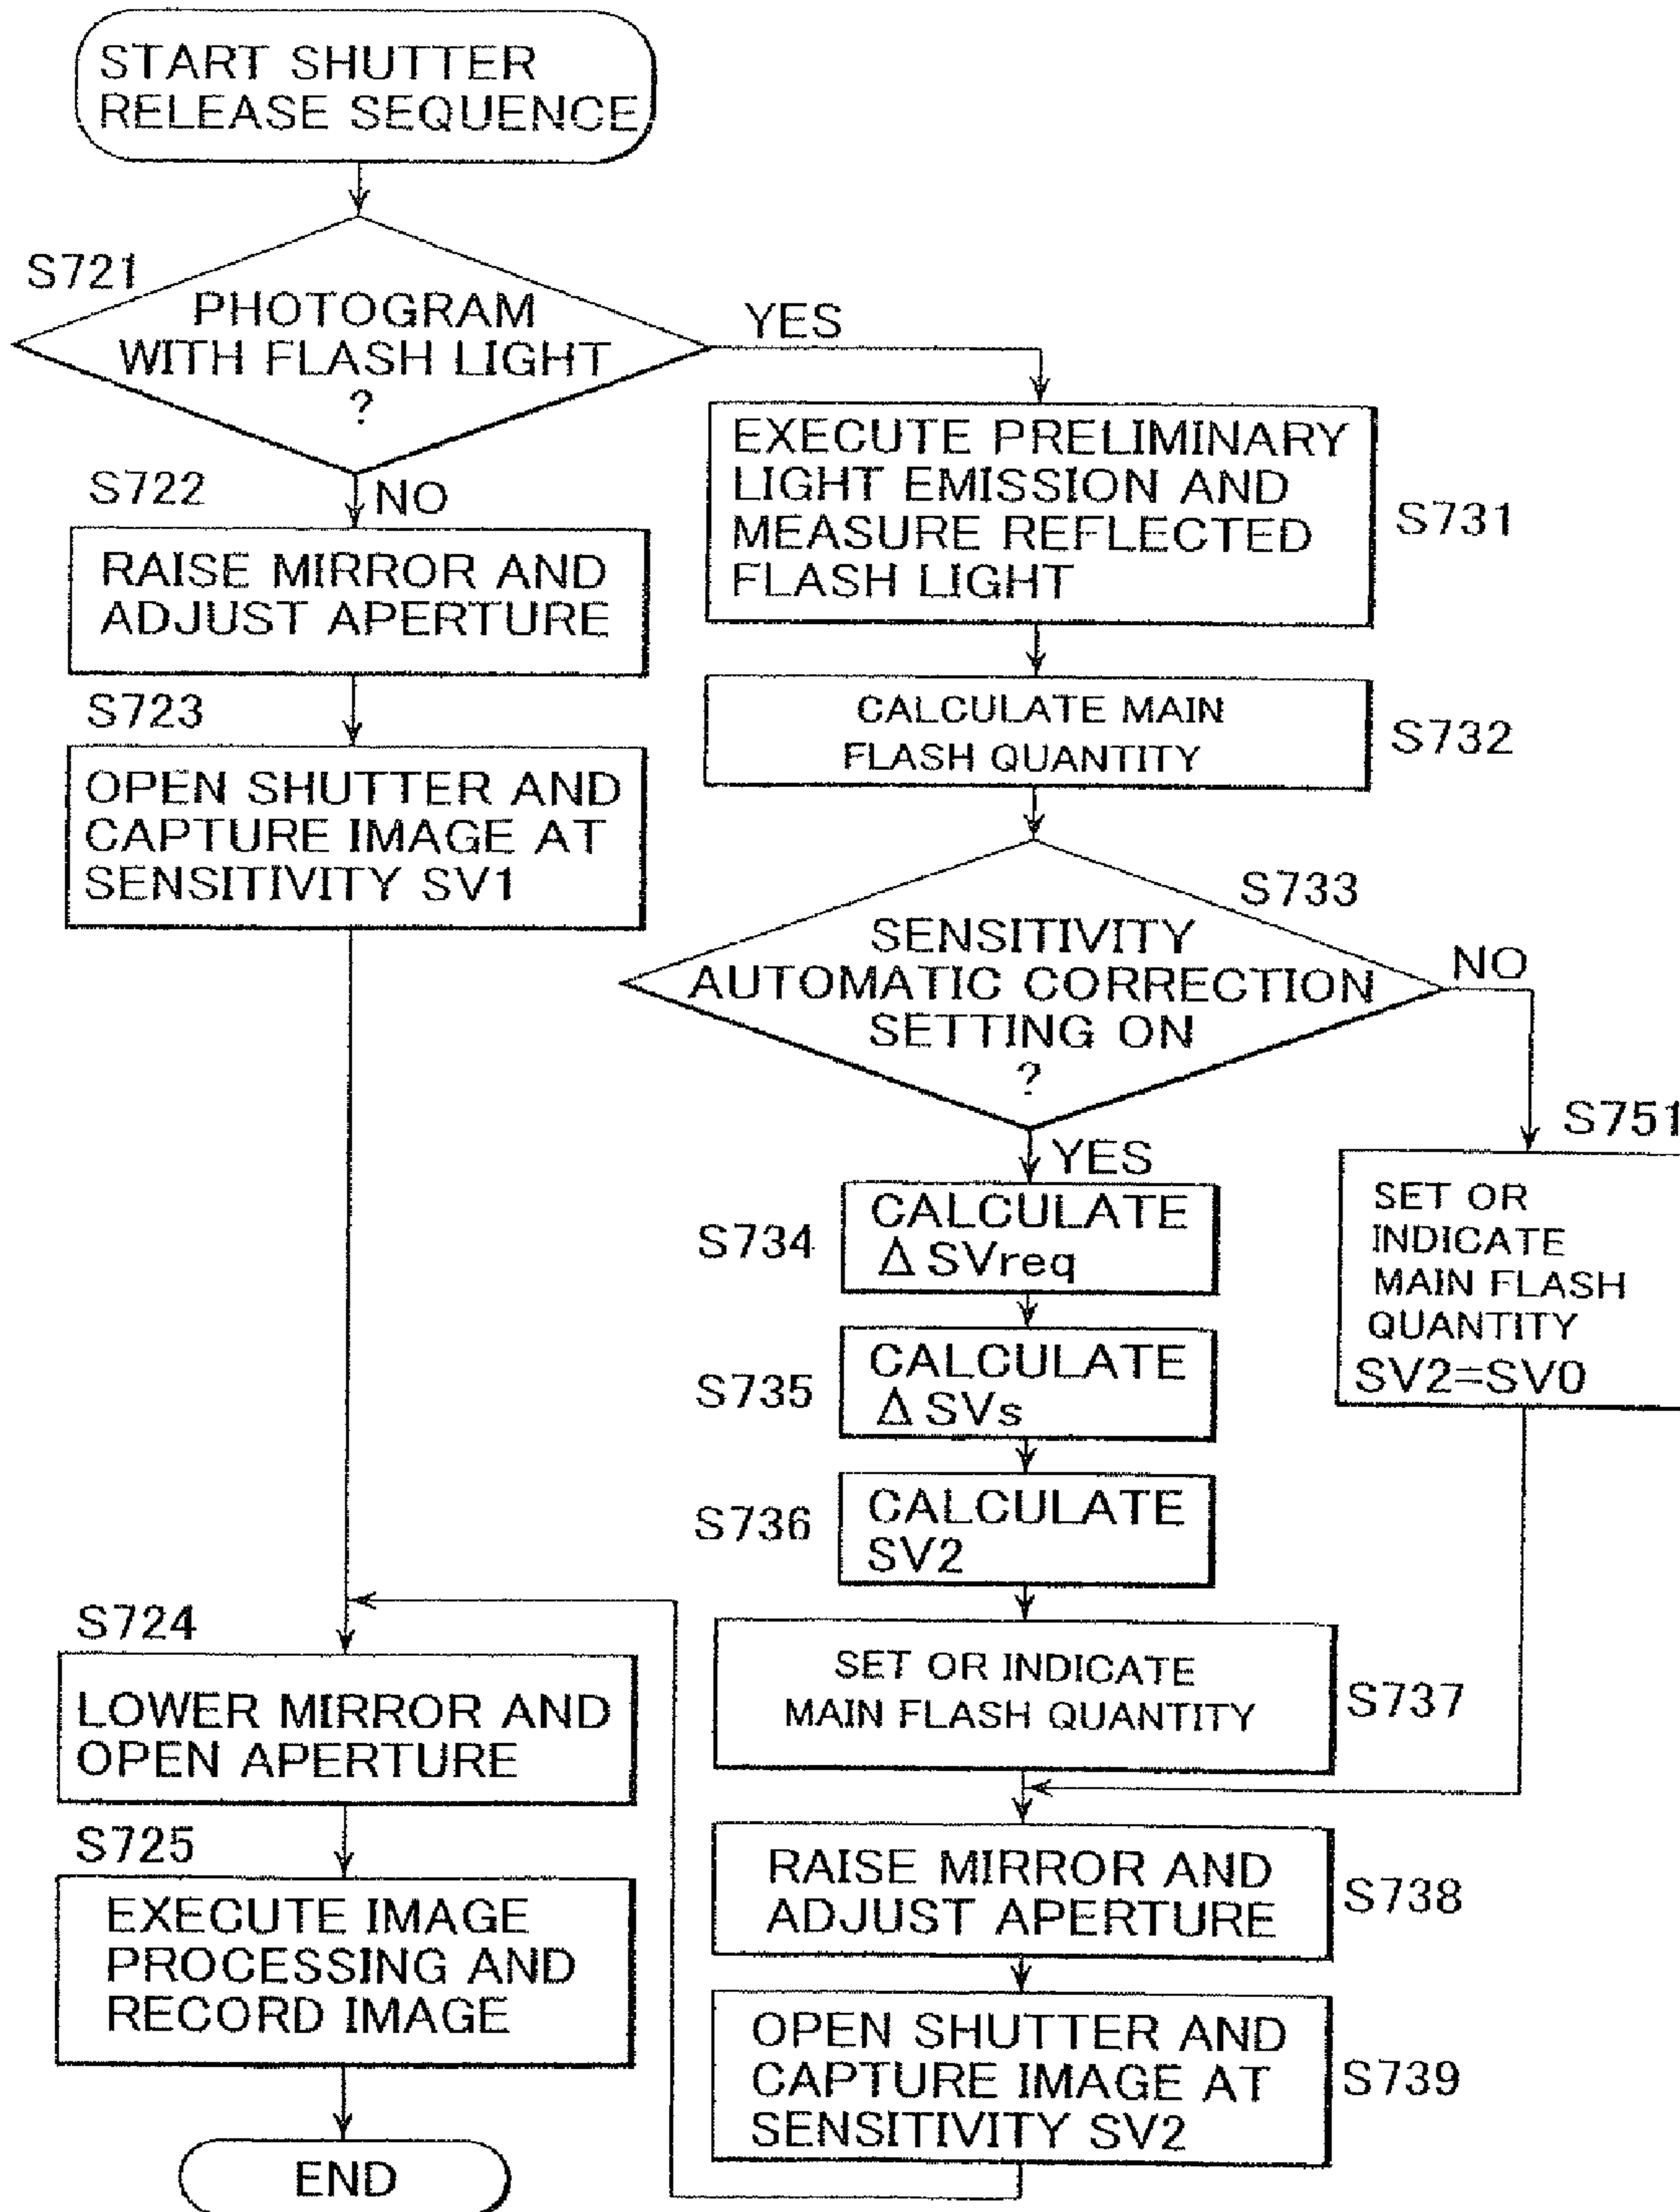 START SHUTTER
RELEASE SEQUENCE
S721
PHOTOGRAM
WITH FLASH LIGHT
?
YES
NO
S722
RAISE MIRROR AND
ADJUST APERTURE
S723
OPEN SHUTTER AND
CAPTURE IMAGE AT
SENSITIVITY SV1
S724
LOWER MIRROR AND
OPEN APERTURE
S725
EXECUTE IMAGE
PROCESSING AND
RECORD IMAGE
END
EXECUTE PRELIMINARY
LIGHT EMISSION AND
MEASURE REFLECTED
FLASH LIGHT
S731
CALCULATE MAIN
FLASH QUANTITY
S732
S733
SENSITIVITY
AUTOMATIC CORRECTION
SETTING ON
?
NO
YES
S734
CALCULATE
Δ SVreq
S735
CALCULATE
Δ SVs
S736
CALCULATE
SV2
SET OR INDICATE
MAIN FLASH QUANTITY
S737
S751
SET OR
INDICATE
MAIN FLASH
QUANTITY
SV2=SV0
RAISE MIRROR AND
ADJUST APERTURE
S738
OPEN SHUTTER AND
CAPTURE IMAGE AT
SENSITIVITY SV2
S739